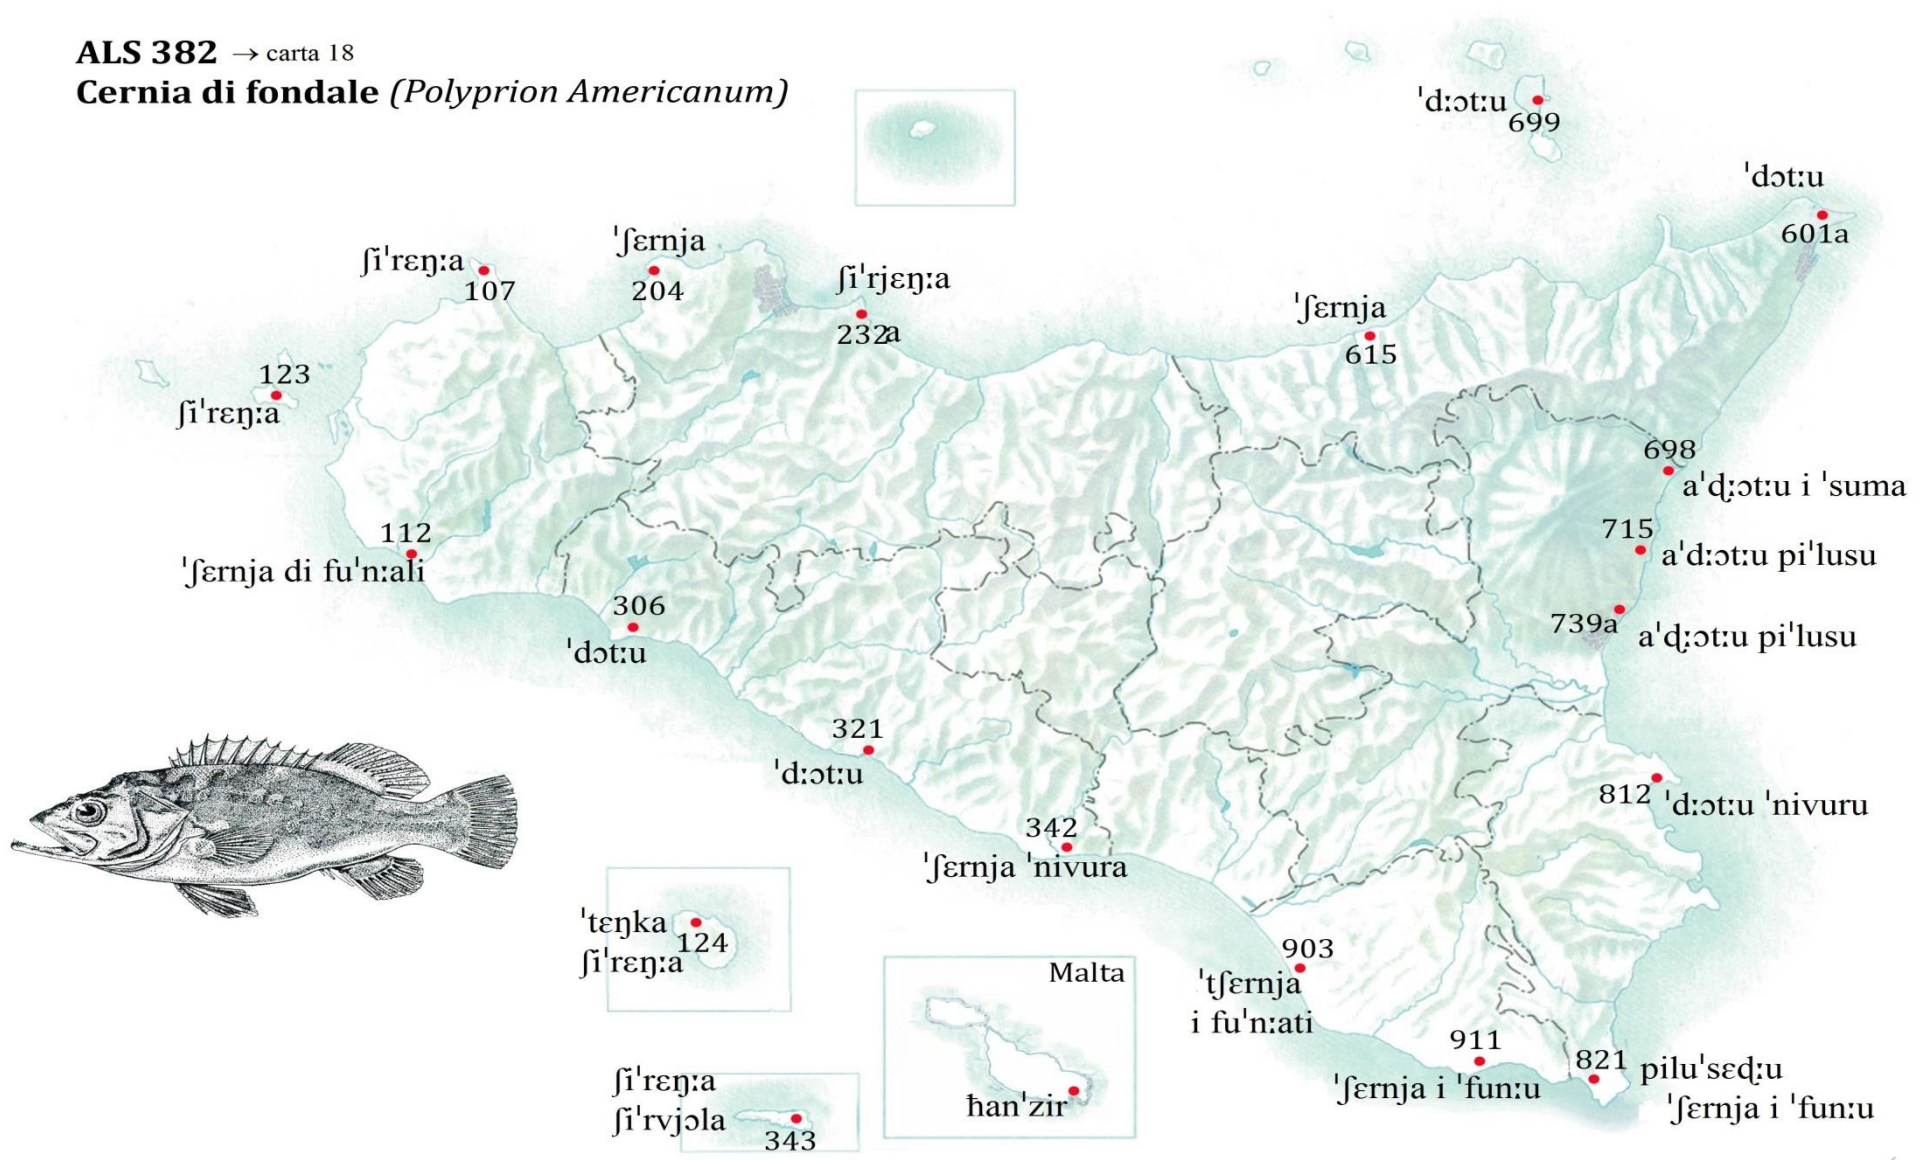 ALS 382 → carta 18
Cernia di fondale (Polyprion Americanum)
ˈdːɔtːu
699
ˈdɔtːu
601a
ʃiˈrɛŋːa
107
ˈʃɛrnja
204
ʃiˈrjɛŋːa
232a
ˈʃɛrnja
615
123
ʃiˈrɛŋːa
698
aˈɖːɔtːu i ˈsuma
112
ˈʃɛrnja di fuˈnːali
715
aˈdːɔtːu piˈlusu
306
ˈdɔtːu
739a
aˈɖːɔtːu piˈlusu
321
ˈdːɔtːu
812
ˈdːɔtːu ˈnivuru
342
ˈʃɛrnja ˈnivura
ˈtɛŋka
124
ʃiˈrɛŋːa
903
ˈtʃɛrnja
i fuˈnːati
Malta
ħanˈzir
911
ˈʃɛrnja i ˈfunːu
821
piluˈsɛɖːu
ˈʃɛrnja i ˈfunːu
ʃiˈrɛŋːa
ʃiˈrvjɔla
343